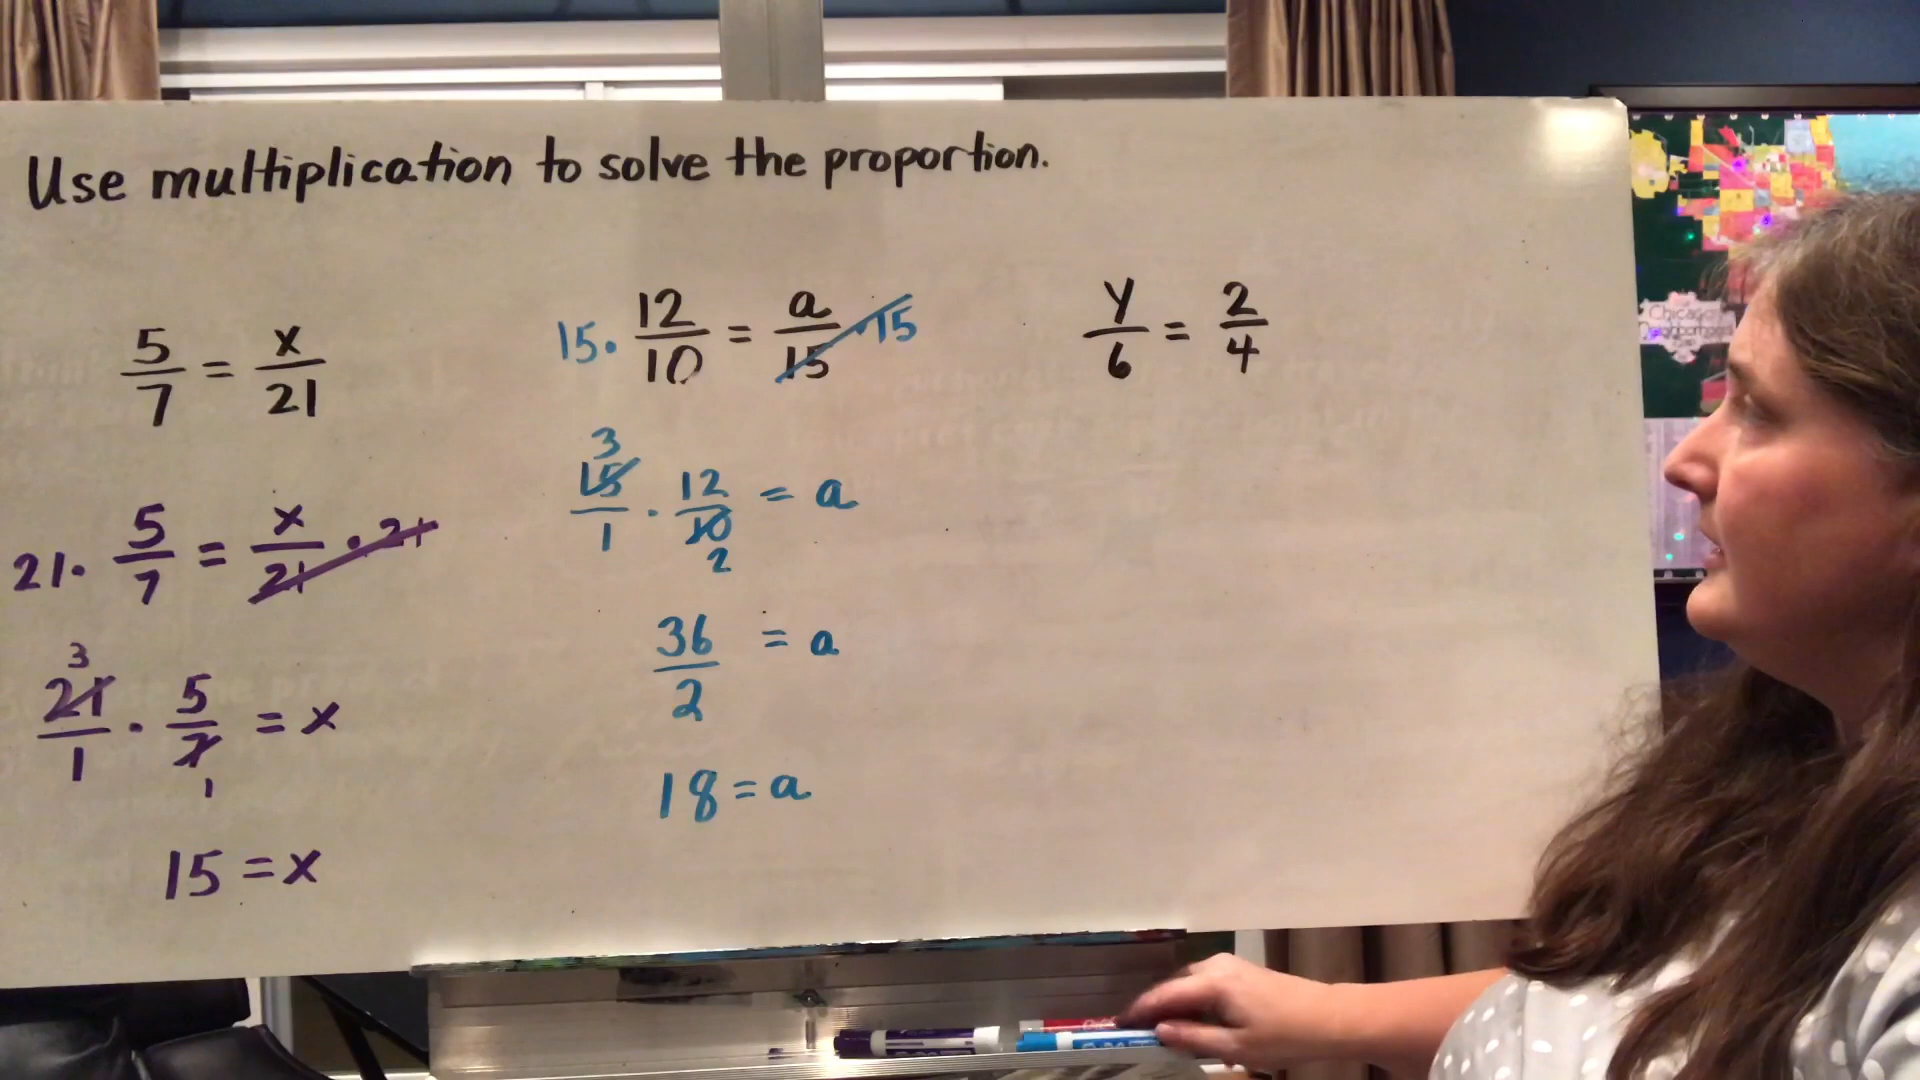 Use multiplication to solve the proportion.
5/7 = x/21
21 · 5/7 = x/21 · 21
3
21/1 · 5/7 = x
1
15 = x
15 · 12/10 = a/15 · 15
3
15/1 · 12/10 = a
2
36/2 = a
18 = a
y/6 = 2/4
Chicago